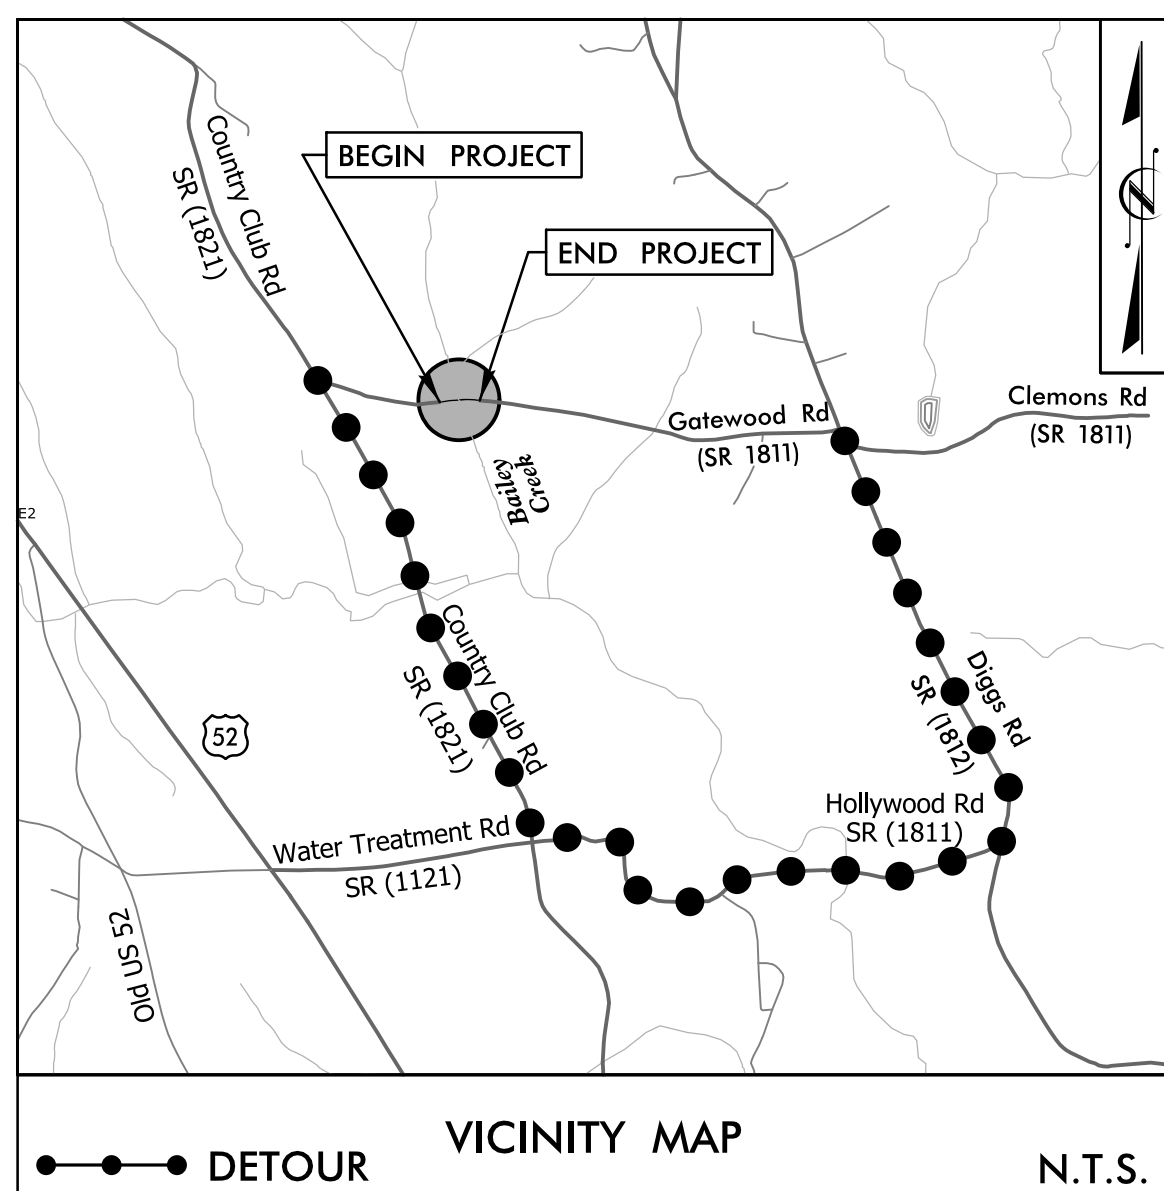 Country Club Rd
SR (1821)
BEGIN PROJECT
END PROJECT
N
Clemons Rd
(SR 1811)
Gatewood Rd
(SR 1811)
Bailey
Creek
E2
Country Club Rd
SR (1821)
Diggs Rd
SR (1812)
52
Hollywood Rd
SR (1811)
Water Treatment Rd
SR (1121)
Old US 52
VICINITY MAP
DETOUR
N.T.S.